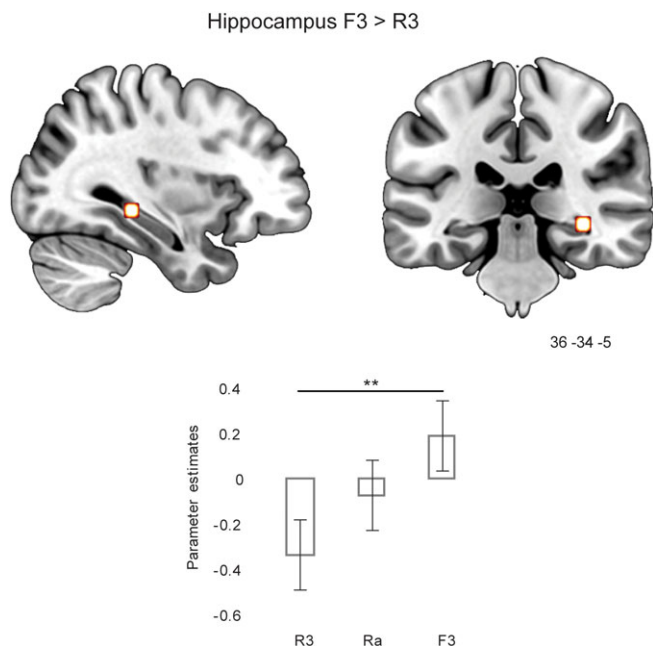 Hippocampus F3 > R3
36 -34 -5
**
0.4
0.2
0
-0.2
-0.4
-0.6
Parameter estimates
R3 Ra F3